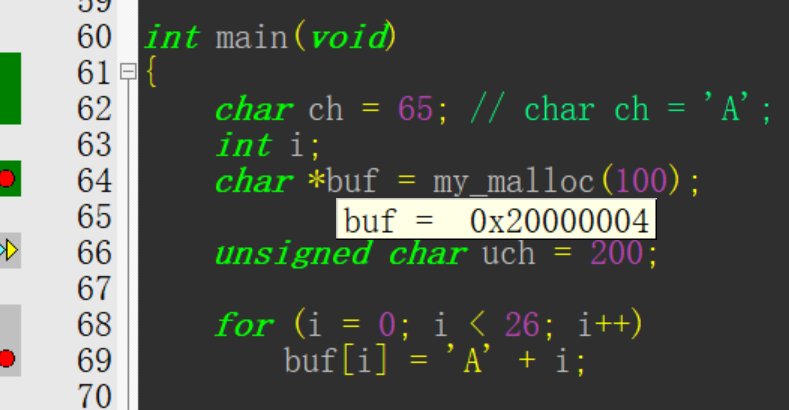 59
60 int main(void)
61 {
62 char ch = 65; // char ch = 'A';
63 int i;
64 char *buf = my_malloc(100);
65 buf = 0x20000004
66 unsigned char uch = 200;
67
68 for (i = 0; i < 26; i++)
69 buf[i] = 'A' + i;
70